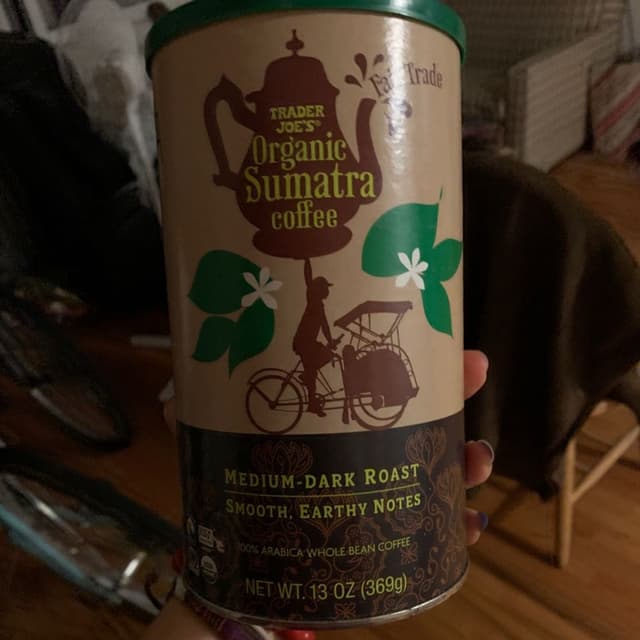 Fair Trade
TRADER
JOE'S®
Organic
Sumatra
coffee
MEDIUM-DARK ROAST
SMOOTH, EARTHY NOTES
100% ARABICA WHOLE BEAN COFFEE
NET WT. 13 OZ (369g)